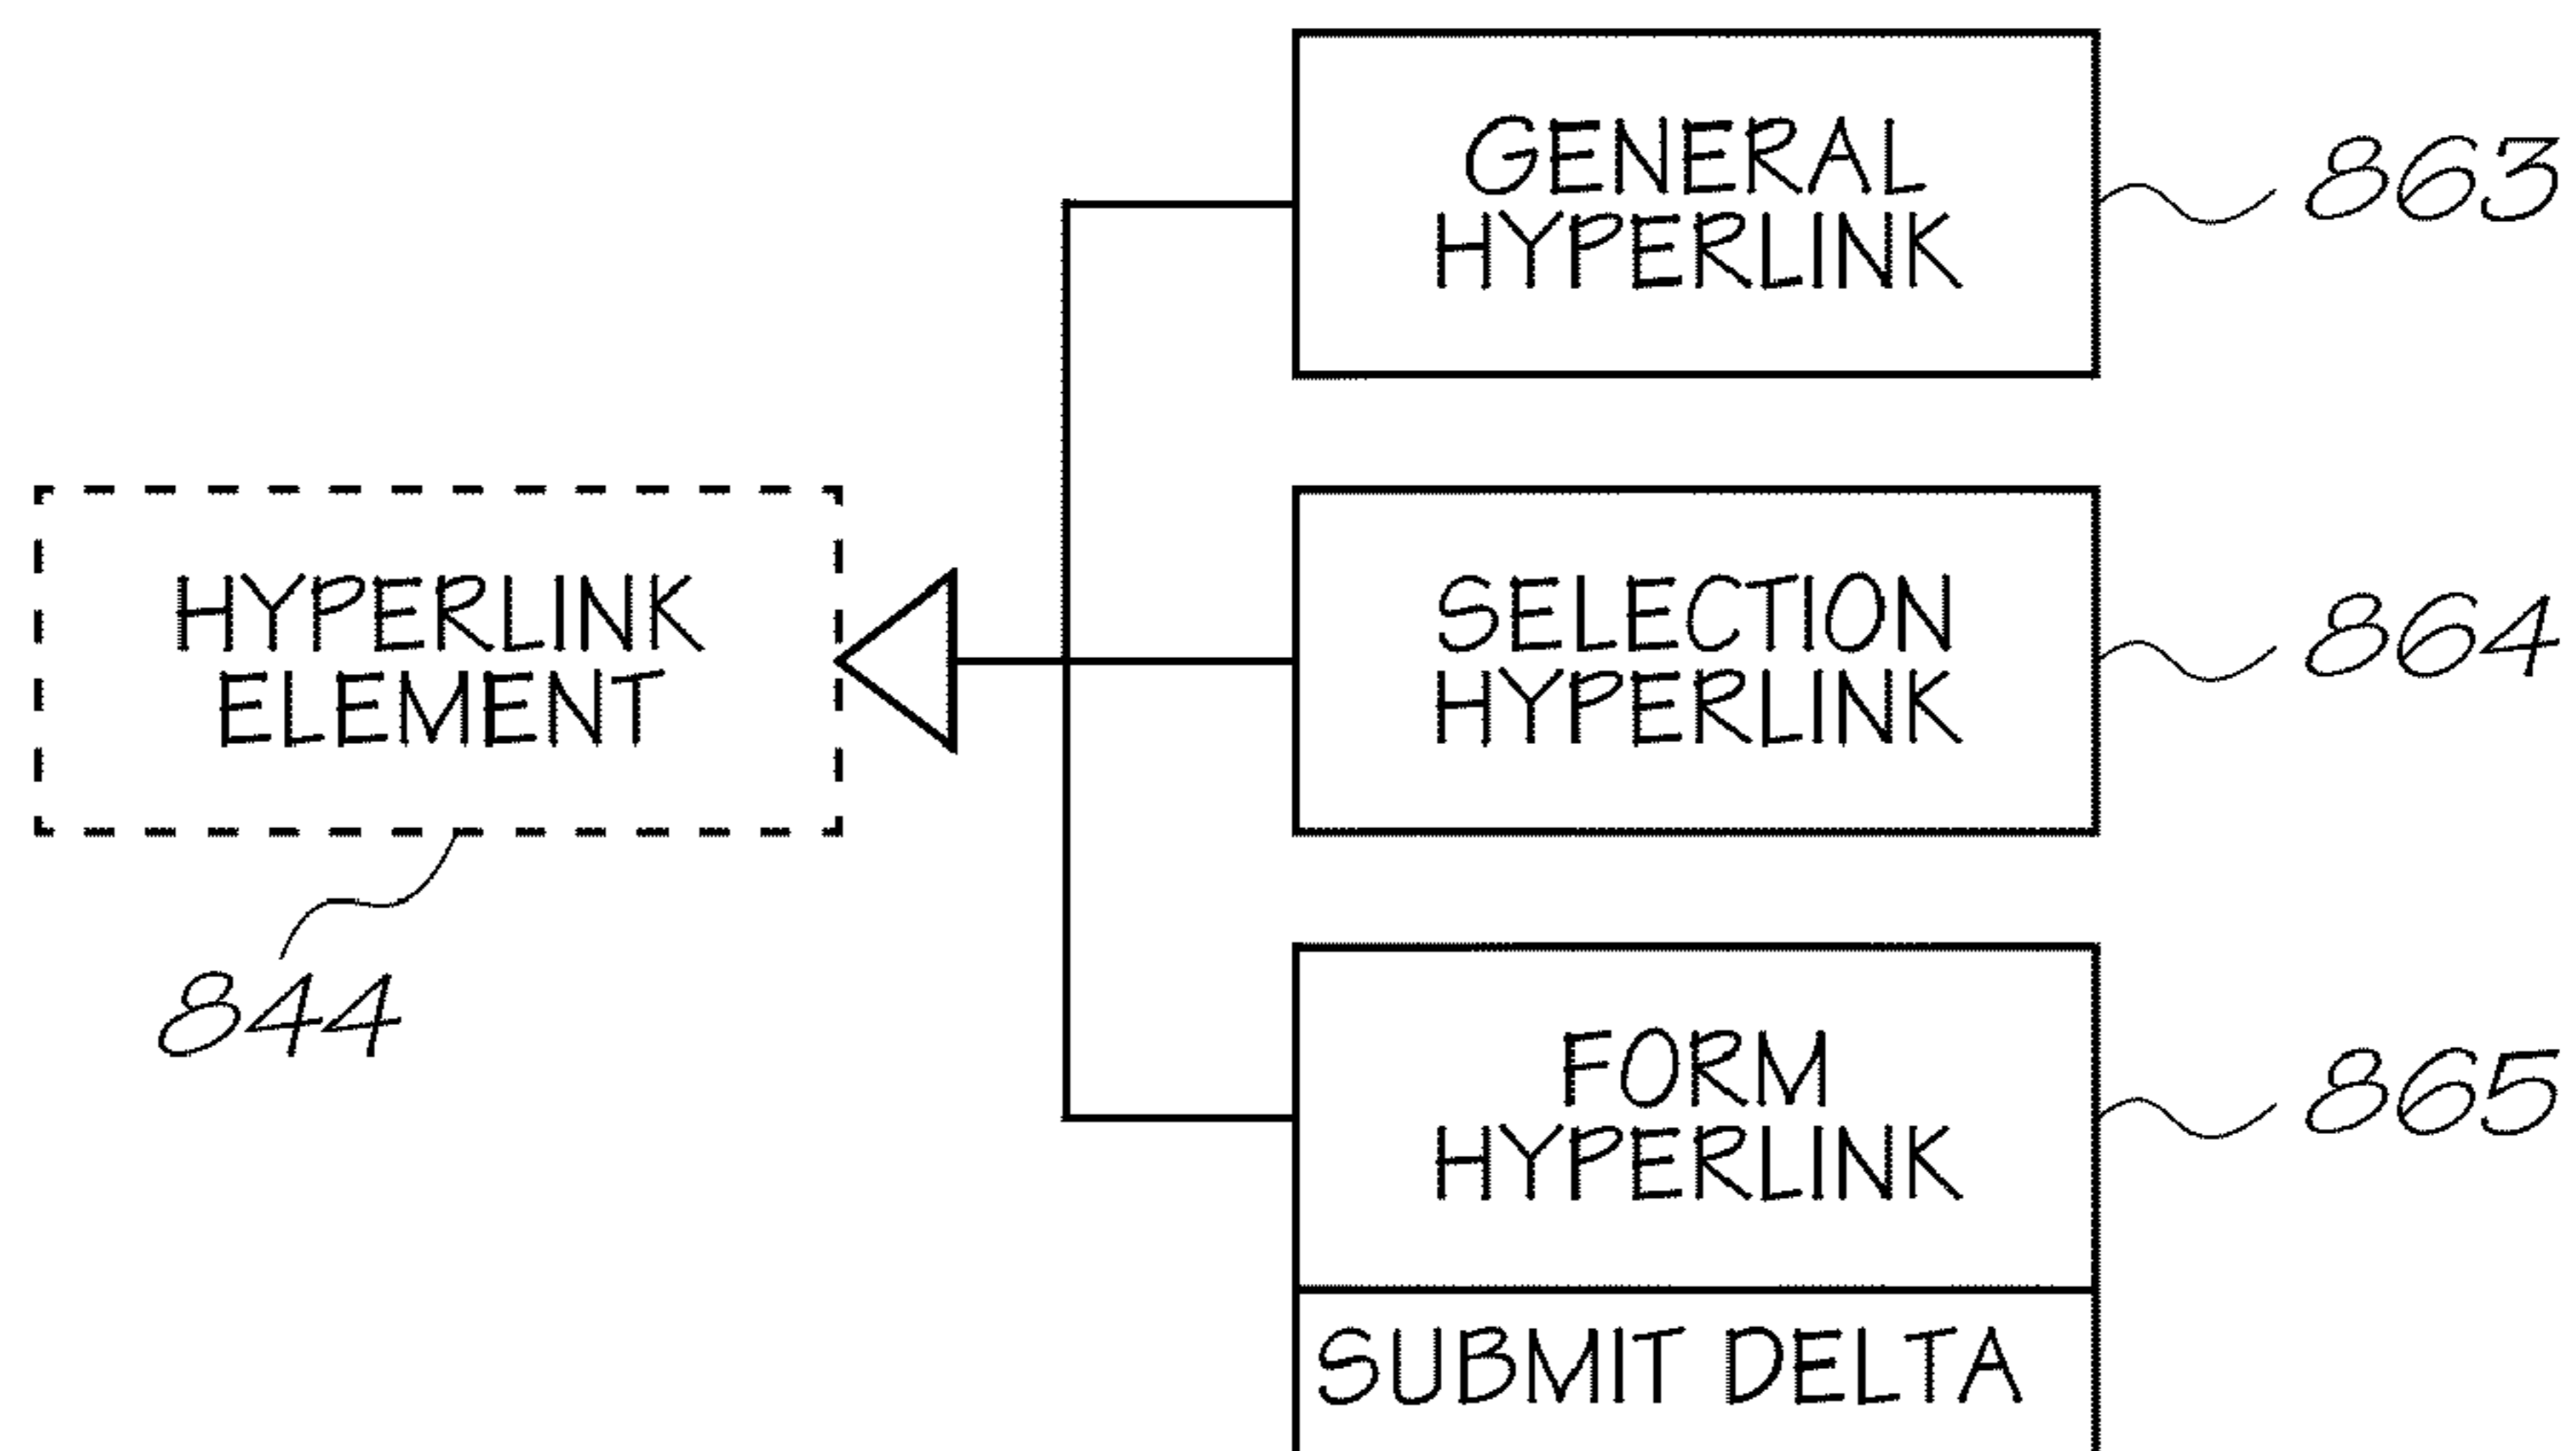 GENERAL
HYPERLINK
863
HYPERLINK
ELEMENT
844
SELECTION
HYPERLINK
864
FORM
HYPERLINK
865
SUBMIT DELTA